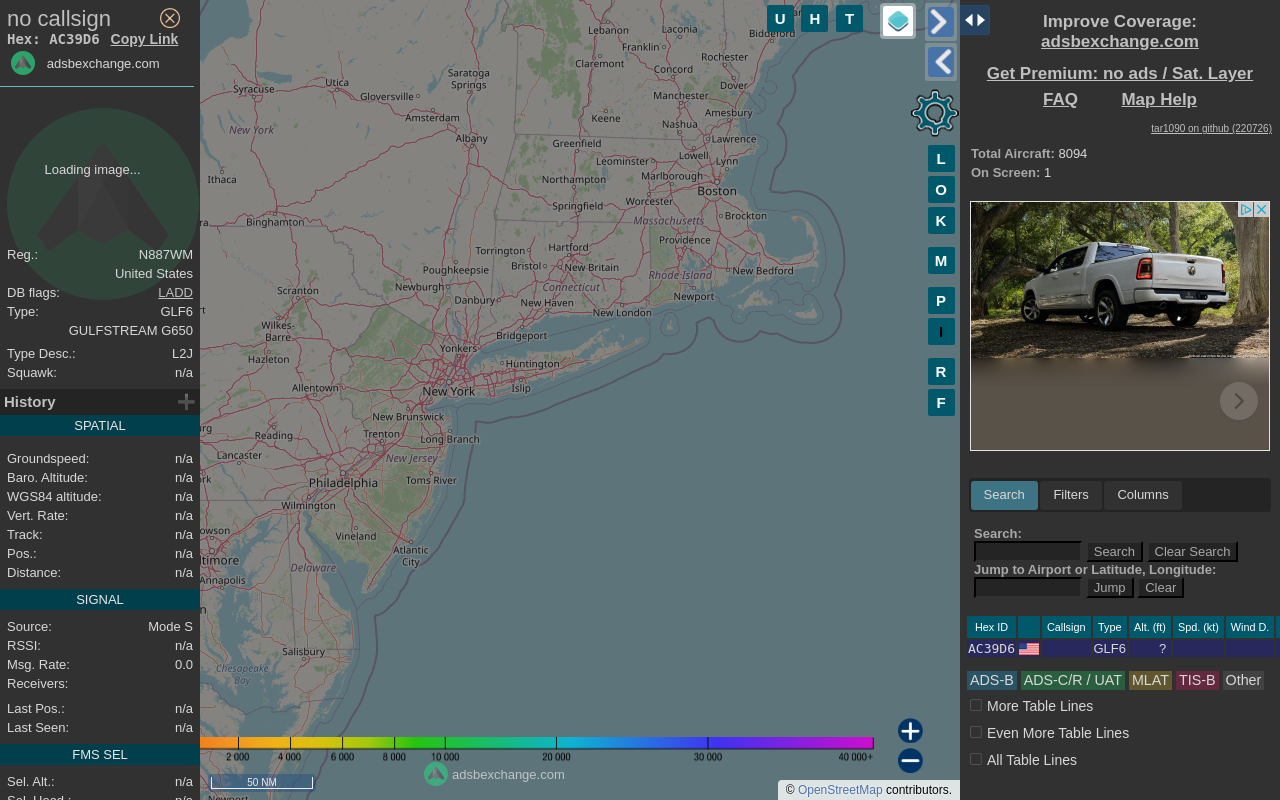 no callsign
Hex: AC39D6 Copy Link
adsbexchange.com
Loading image...
Reg.: N887WM
United States
DB flags: LADD
Type: GLF6
GULFSTREAM G650
Type Desc.: L2J
Squawk: n/a
History
SPATIAL
Groundspeed: n/a
Baro. Altitude: n/a
WGS84 altitude: n/a
Vert. Rate: n/a
Track: n/a
Pos.: n/a
Distance: n/a
SIGNAL
Source: Mode S
RSSI: n/a
Msg. Rate: 0.0
Receivers:
Last Pos.: n/a
Last Seen: n/a
FMS SEL
Sel. Alt.: n/a
Sel. Head.: n/a
U H T
L
O
K
M
P
I
R
F
Lebanon
Laconia
Franklin
Claremont
Concord
Rochester
Biddeford
Dover
Manchester
Amesbury
Keene
Nashua
Saratoga
Springs
Utica
Syracuse
Gloversville
Amsterdam
New York
Albany
Greenfield
Lawrence
Lowell
Leominster
Lynn
Northampton
Marlborough
Ithaca
Worcester
Boston
Springfield
Massachusetts
Brockton
Binghamton
Providence
Torrington
Hartford
Bristol
New Britain
Poughkeepsie
Rhode Island
New Bedford
Newburgh
Connecticut
Scranton
Danbury
New Haven
Newport
New London
Wilkes-
Barre
Bridgeport
Yonkers
Hazleton
Huntington
Allentown
New York
Islip
New Brunswick
Reading
Trenton
Long Branch
Lancaster
New Jersey
Philadelphia
Toms River
Wilmington
Vineland
Atlantic
City
Delaware
Annapolis
Salisbury
Chesapeake
Bay
2 000 4 000 6 000 8 000 10 000 20 000 30 000 40 000+
50 NM
adsbexchange.com
© OpenStreetMap contributors.
Improve Coverage:
adsbexchange.com
Get Premium: no ads / Sat. Layer
FAQ Map Help
tar1090 on github (220726)
Total Aircraft: 8094
On Screen: 1
Search Filters Columns
Search:
Search Clear Search
Jump to Airport or Latitude, Longitude:
Jump Clear
Hex ID Callsign Type Alt. (ft) Spd. (kt) Wind D.
AC39D6 GLF6 ?
ADS-B ADS-C/R / UAT MLAT TIS-B Other
More Table Lines
Even More Table Lines
All Table Lines